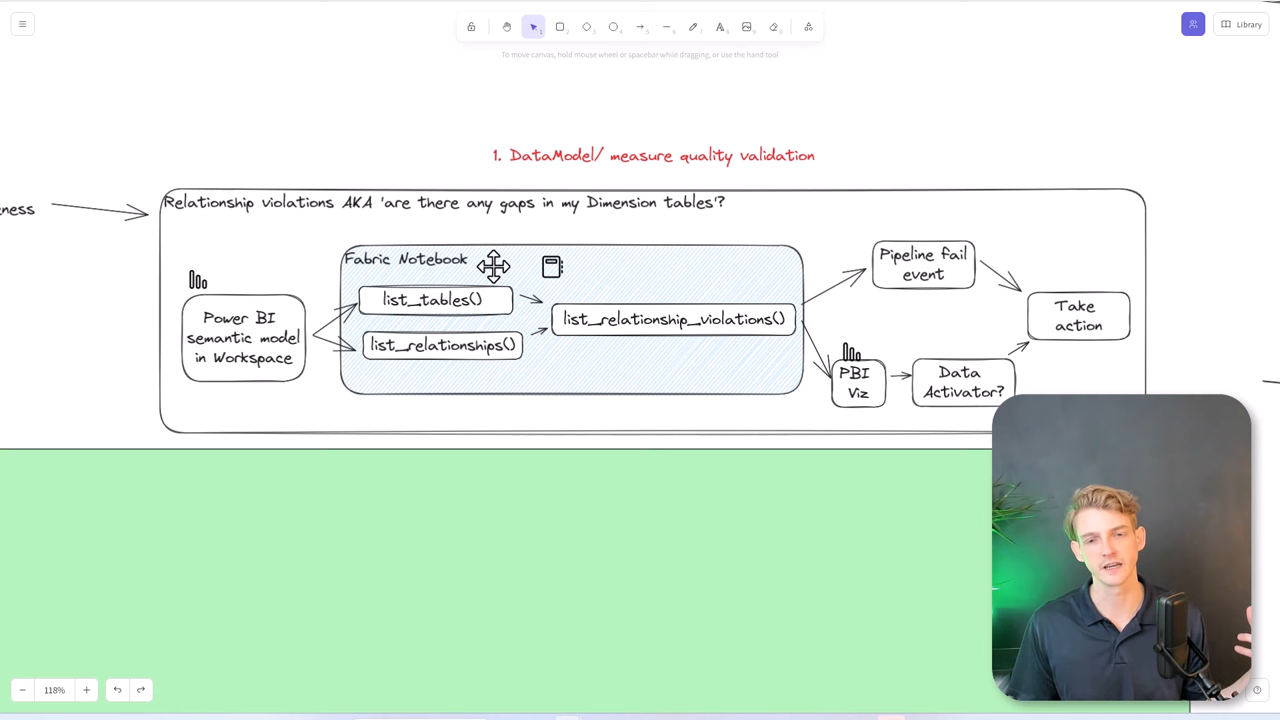 Library
To move canvas, hold mouse wheel or spacebar while dragging, or use the hand tool
1. DataModel/ measure quality validation
eness
Relationship violations AKA 'are there any gaps in my Dimension tables'?
Fabric Notebook
Power BI
semantic model
in Workspace
list_tables()
list_relationships()
list_relationship_violations()
Pipeline fail
event
PBI
Viz
Data
Activator?
Take
action
118%